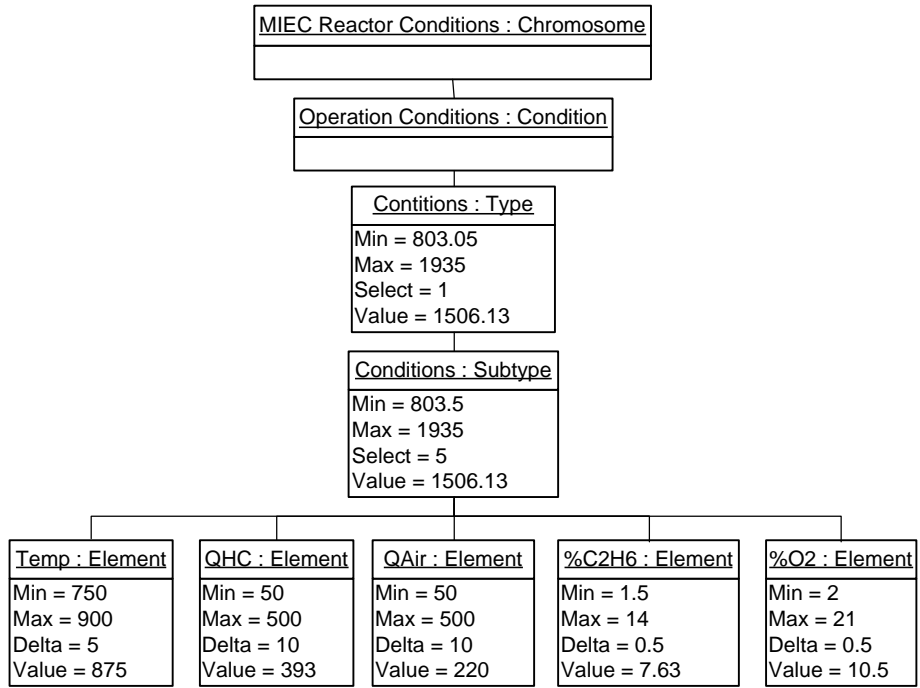 MIEC Reactor Conditions : Chromosome
Operation Conditions : Condition
Contitions : Type
Min = 803.05
Max = 1935
Select = 1
Value = 1506.13
Conditions : Subtype
Min = 803.5
Max = 1935
Select = 5
Value = 1506.13
Temp : Element
Min = 750
Max = 900
Delta = 5
Value = 875
QHC : Element
Min = 50
Max = 500
Delta = 10
Value = 393
QAir : Element
Min = 50
Max = 500
Delta = 10
Value = 220
%C2H6 : Element
Min = 1.5
Max = 14
Delta = 0.5
Value = 7.63
%O2 : Element
Min = 2
Max = 21
Delta = 0.5
Value = 10.5